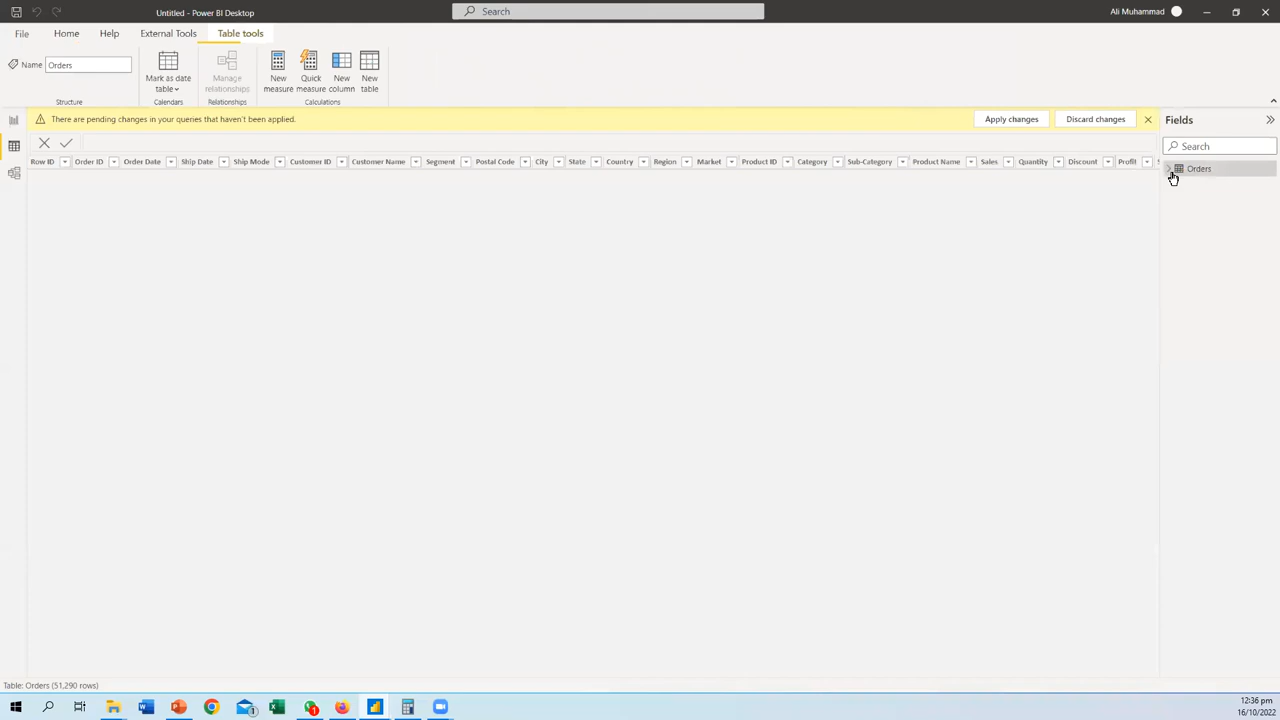 Untitled - Power BI Desktop
Search
Ali Muhammad
File
Home
Help
External Tools
Table tools
Name
Orders
Mark as date table
Manage relationships
New measure
Quick measure
New column
New table
Structure
Calendars
Relationships
Calculations
There are pending changes in your queries that haven't been applied.
Apply changes
Discard changes
Fields
Search
Orders
Row ID
Order ID
Order Date
Ship Date
Ship Mode
Customer ID
Customer Name
Segment
Postal Code
City
State
Country
Region
Market
Product ID
Category
Sub-Category
Product Name
Sales
Quantity
Discount
Profit
Table: Orders (51,290 rows)
12:36 pm
16/10/2022